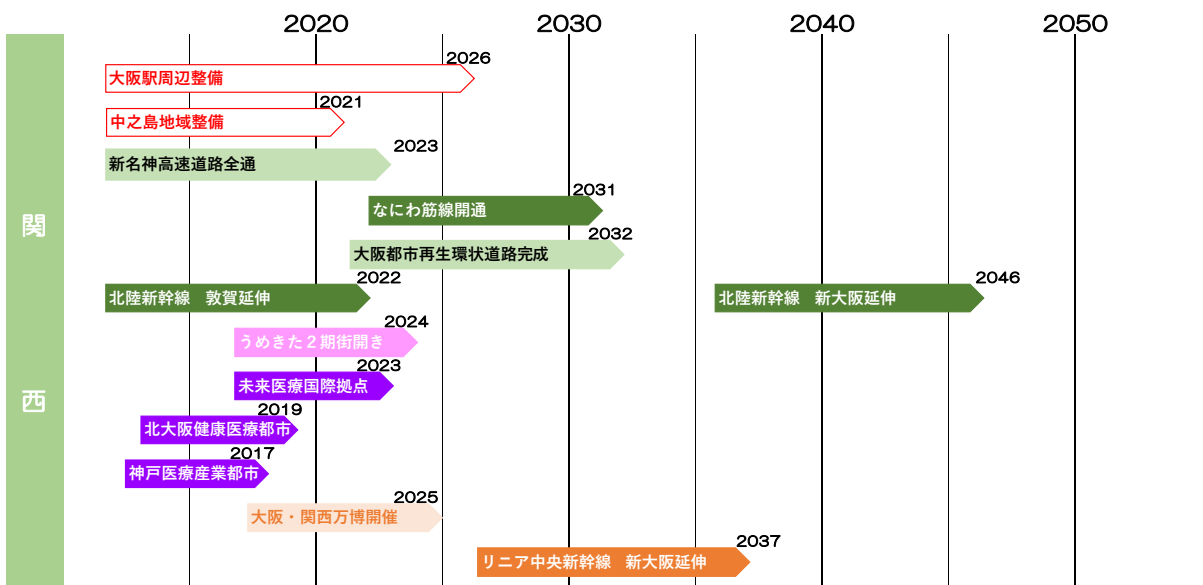 2020
2030
2040
2050
関
西
2026
大阪駅周辺整備
2021
中之島地域整備
2023
新名神高速道路全通
2031
なにわ筋線開通
2032
大阪都市再生環状道路完成
2022
北陸新幹線　敦賀延伸
2046
北陸新幹線　新大阪延伸
2024
うめきた２期街開き
2023
未来医療国際拠点
2019
北大阪健康医療都市
2017
神戸医療産業都市
2025
大阪・関西万博開催
2037
リニア中央新幹線　新大阪延伸